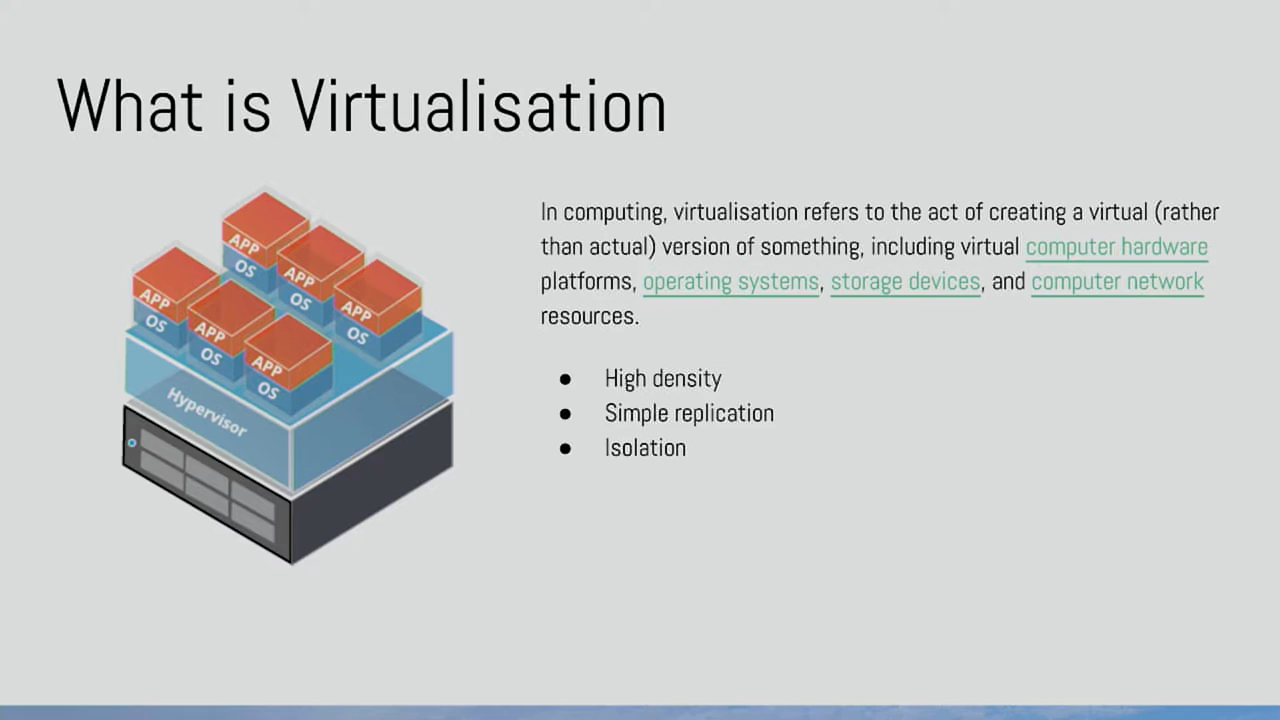 What is Virtualisation
APP
OS
APP
OS
APP
OS
APP
OS
APP
OS
APP
OS
Hypervisor
In computing, virtualisation refers to the act of creating a virtual (rather
than actual) version of something, including virtual computer hardware
platforms, operating systems, storage devices, and computer network
resources.
● High density
● Simple replication
● Isolation